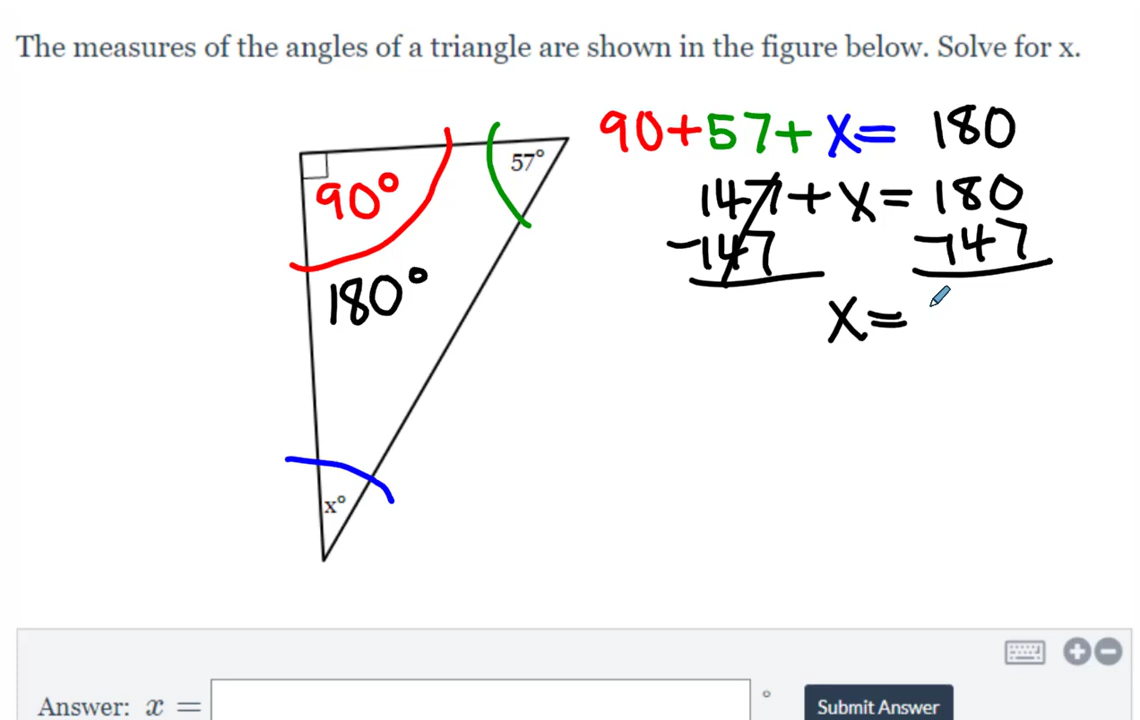 The measures of the angles of a triangle are shown in the figure below. Solve for x.
90+57+x= 180
57°
90°
147+x=180
-147 -147
180°
x=
x°
Answer: x = ° Submit Answer